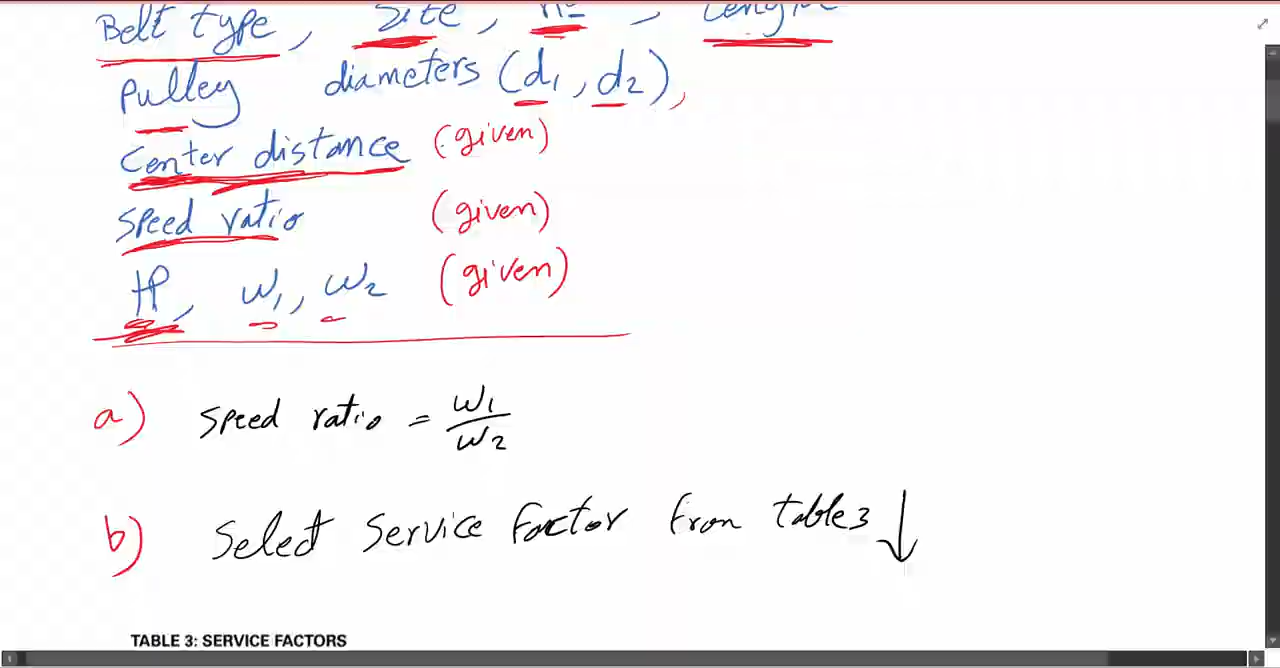 Belt type, Size, n=, Length
pulley diameters (d1, d2),
Center distance (given)
speed ratio (given)
HP, ω1, ω2 (given)
a) speed ratio = ω1/ω2
b) Select Service Factor From table 3 ↓
TABLE 3: SERVICE FACTORS